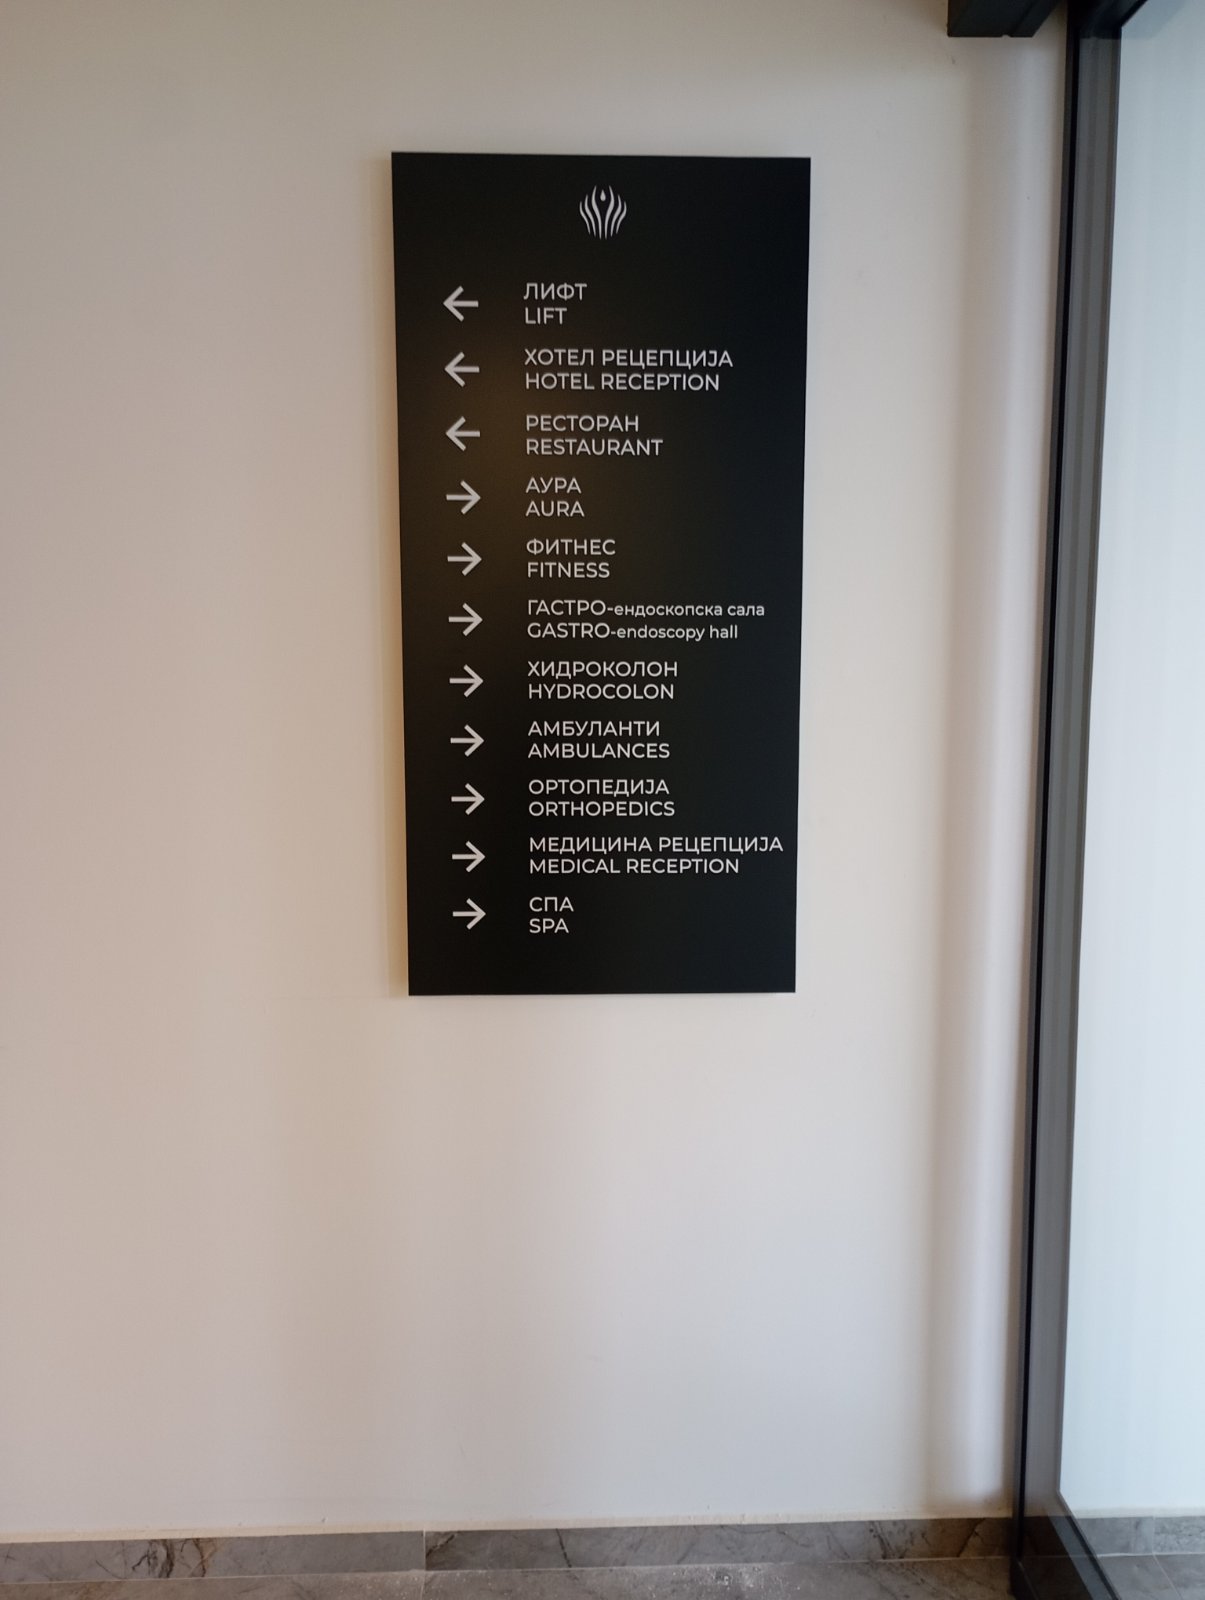 ЛИФТ
LIFT
ХОТЕЛ РЕЦЕПЦИЈА
HOTEL RECEPTION
РЕСТОРАН
RESTAURANT
АУРА
AURA
ФИТНЕС
FITNESS
ГАСТРО-ендоскопска сала
GASTRO-endoscopy hall
ХИДРОКОЛОН
HYDROCOLON
АМБУЛАНТИ
AMBULANCES
ОРТОПЕДИЈА
ORTHOPEDICS
МЕДИЦИНА РЕЦЕПЦИЈА
MEDICAL RECEPTION
СПА
SPA